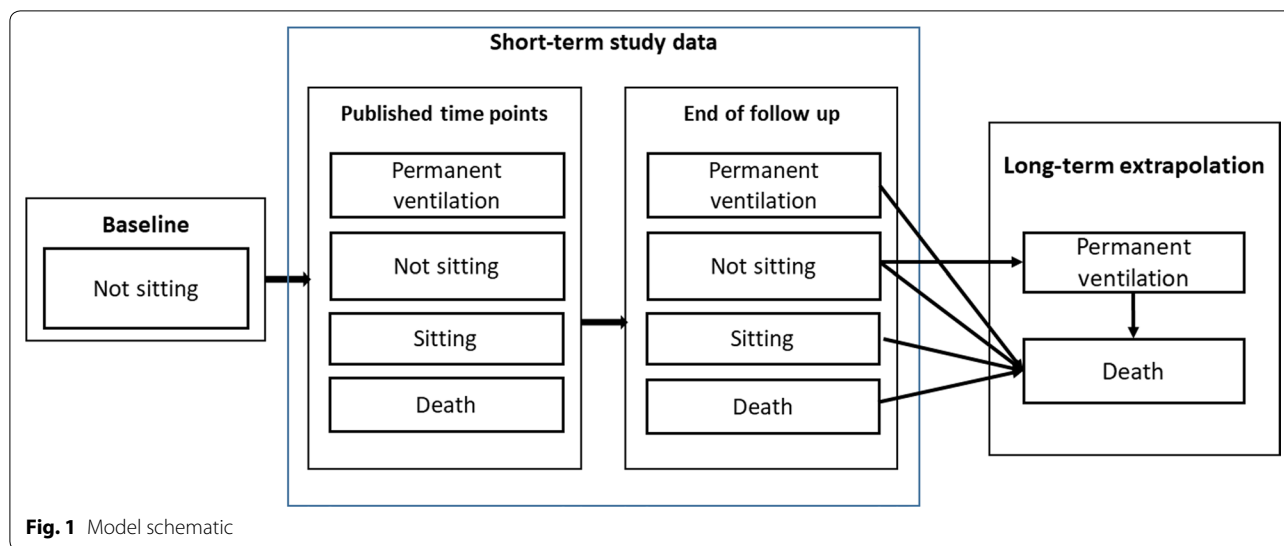 Short-term study data
Baseline
Not sitting
Published time points
Permanent
ventilation
Not sitting
Sitting
Death
End of follow up
Permanent
ventilation
Not sitting
Sitting
Death
Long-term extrapolation
Permanent
ventilation
Death
Fig. 1 Model schematic